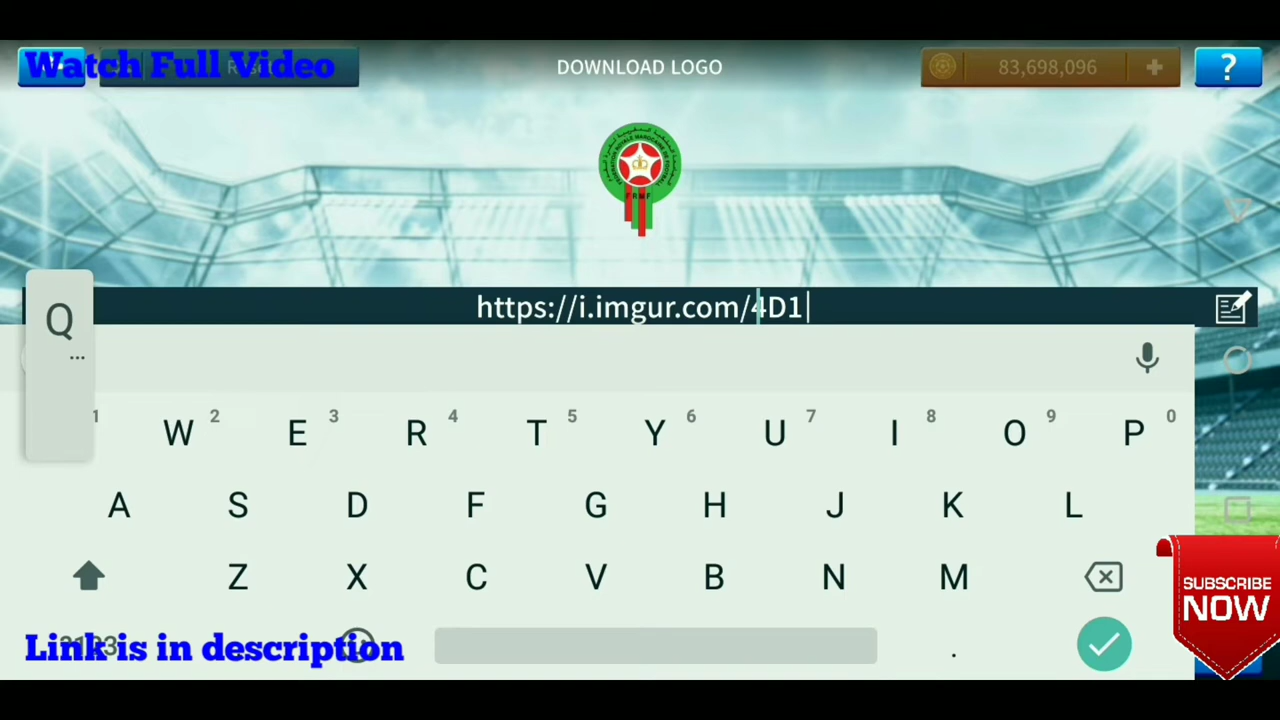 Watch Full Video
DOWNLOAD LOGO
83,698,096
+
?
FRMF
https://i.imgur.com/4D1
Q
...
1 2 3 4 5 6 7 8 9 0
W E R T Y U I O P
A S D F G H J K L
Z X C V B N M
SUBSCRIBE
NOW
Link is in description
.